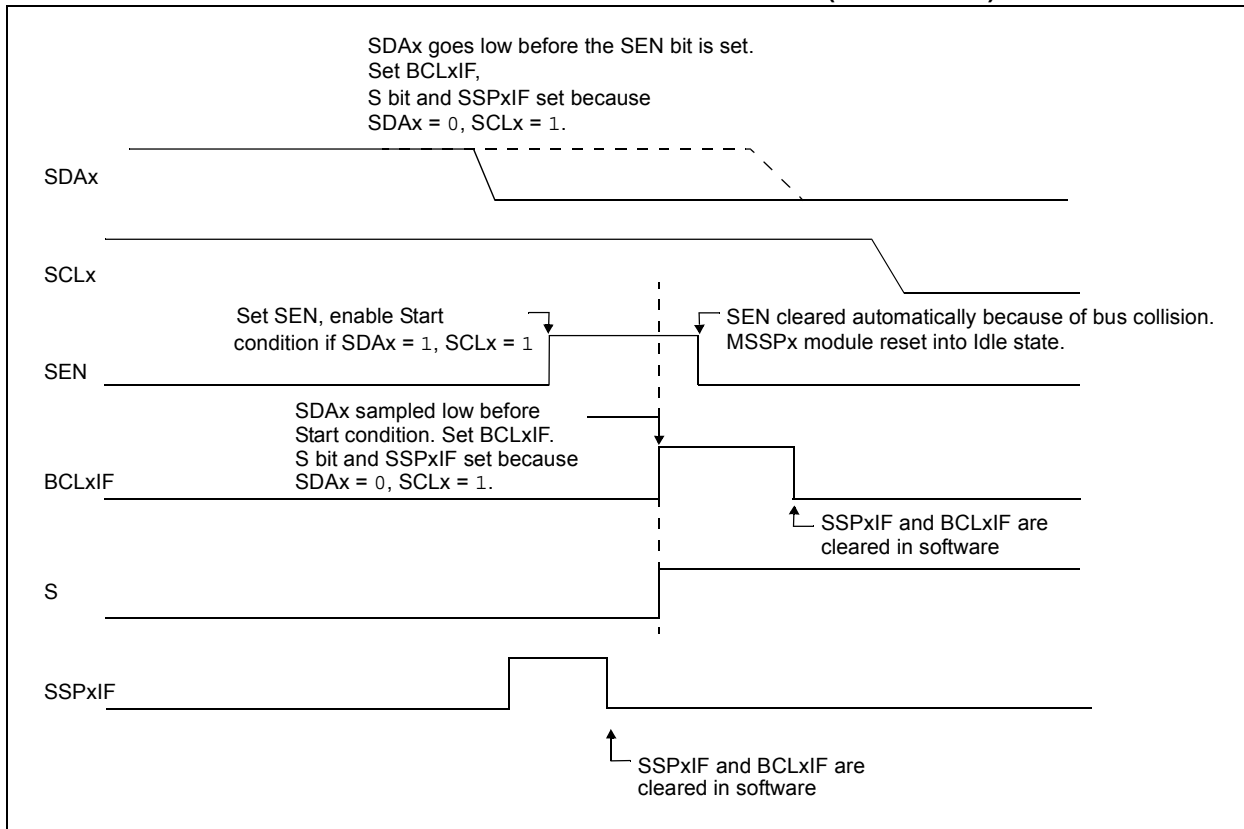 SDAx goes low before the SEN bit is set.
Set BCLxIF,
S bit and SSPxIF set because
SDAx = 0, SCLx = 1.
SDAx
SCLx
Set SEN, enable Start
condition if SDAx = 1, SCLx = 1
SEN cleared automatically because of bus collision.
MSSPx module reset into Idle state.
SEN
SDAx sampled low before
Start condition. Set BCLxIF.
S bit and SSPxIF set because
SDAx = 0, SCLx = 1.
BCLxIF
SSPxIF and BCLxIF are
cleared in software
S
SSPxIF
SSPxIF and BCLxIF are
cleared in software